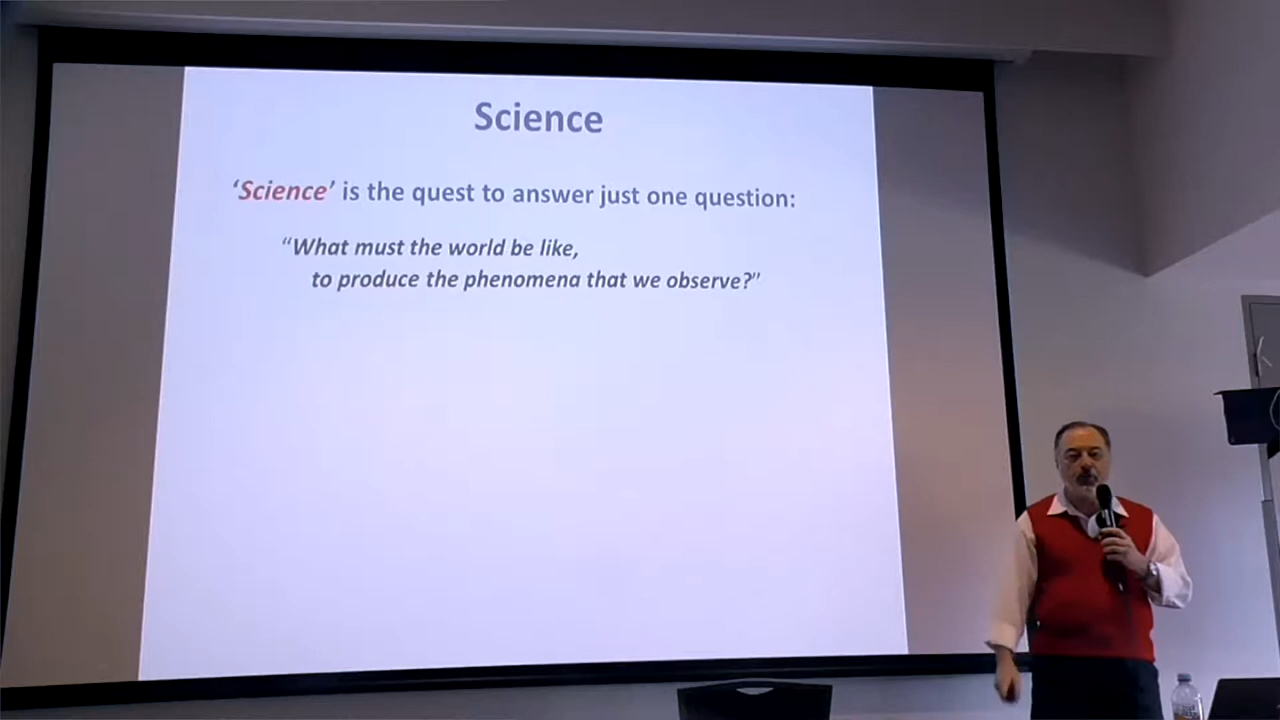 Science
‘Science’ is the quest to answer just one question:
“What must the world be like,
to produce the phenomena that we observe?”